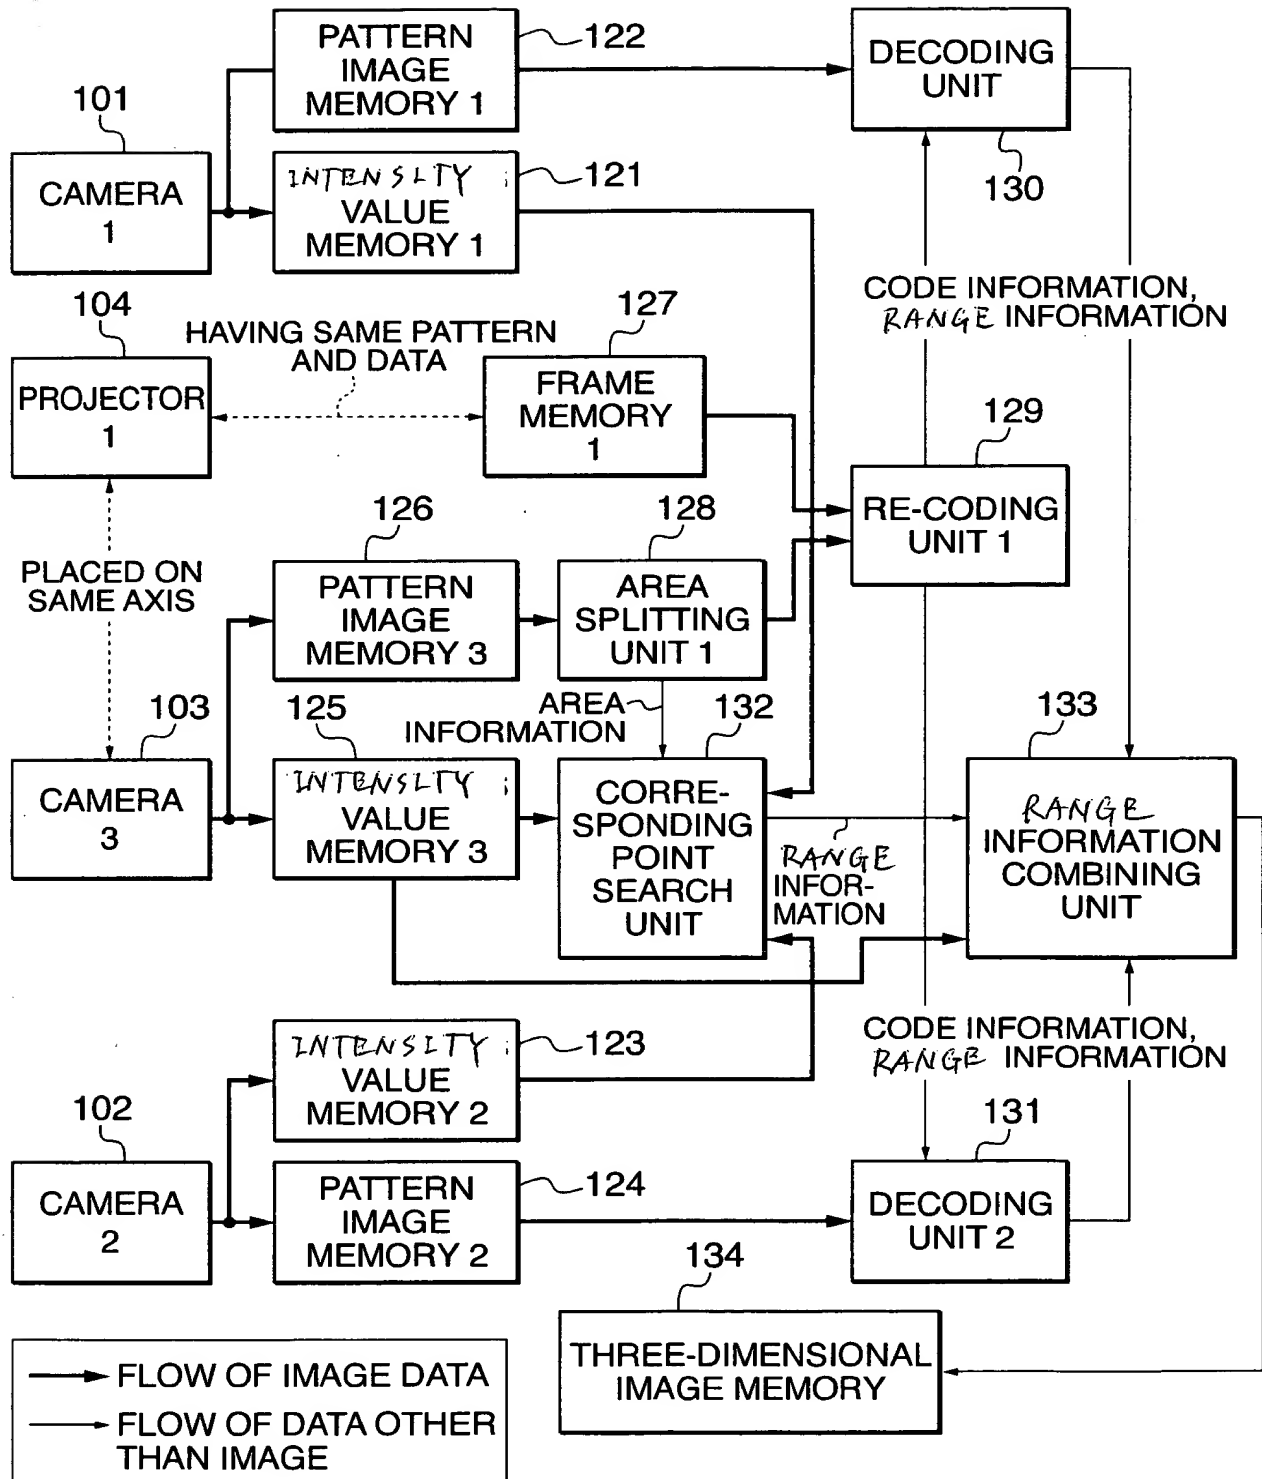 PATTERN
IMAGE
MEMORY 1
122
DECODING
UNIT
130
101
CAMERA
1
INTENSITY
VALUE
MEMORY 1
121
CODE INFORMATION,
RANGE INFORMATION
104
PROJECTOR
1
HAVING SAME PATTERN
AND DATA
127
FRAME
MEMORY
1
129
RE-CODING
UNIT 1
PLACED ON
SAME AXIS
126
PATTERN
IMAGE
MEMORY 3
128
AREA
SPLITTING
UNIT 1
AREA
INFORMATION
103
CAMERA
3
125
INTENSITY
VALUE
MEMORY 3
132
CORRE-
SPONDING
POINT
SEARCH
UNIT
RANGE
INFOR-
MATION
133
RANGE
INFORMATION
COMBINING
UNIT
INTENSITY
VALUE
MEMORY 2
123
CODE INFORMATION,
RANGE INFORMATION
102
CAMERA
2
PATTERN
IMAGE
MEMORY 2
124
131
DECODING
UNIT 2
134
THREE-DIMENSIONAL
IMAGE MEMORY
FLOW OF IMAGE DATA
FLOW OF DATA OTHER
THAN IMAGE